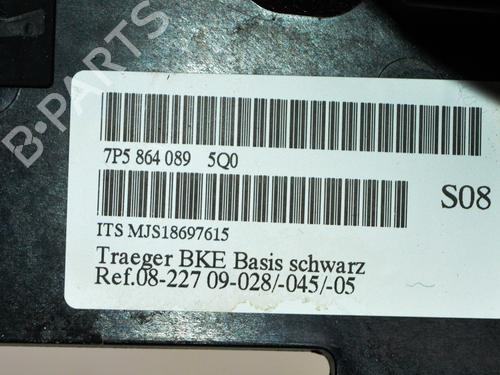 B-PARTS
7P5 864 089 5Q0
S08
ITS MJS18697615
Traeger BKE Basis schwarz
Ref.08-227 09-028/-045/-05